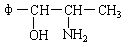 Ф-CH-CH-CH₃
OH NH₂